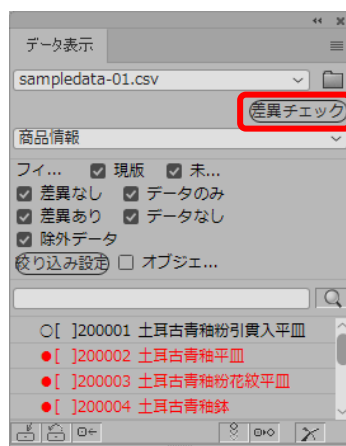 データ表示
sampledata-01.csv
差異チェック
商品情報
フィ... 現版 未...
差異なし データのみ
差異あり データなし
除外データ
絞り込み設定 オブジェ...
○[ ]200001 土耳古青釉粉引貫入平皿
●[ ]200002 土耳古青釉平皿
●[ ]200003 土耳古青釉粉花紋平皿
●[ ]200004 土耳古青釉鉢